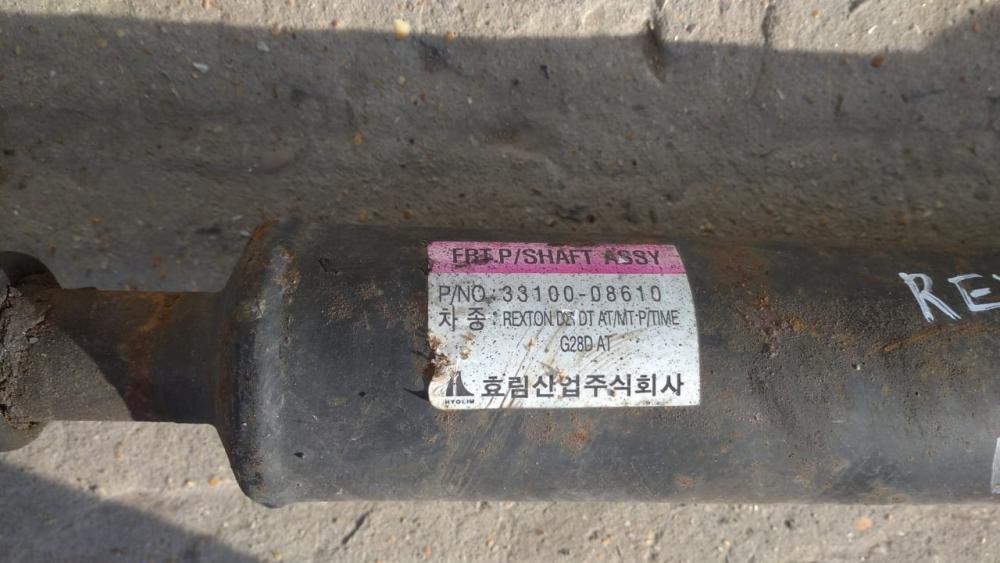 FRT P/SHAFT ASSY
P/NO : 33100-08610
차 종 : REXTON DT AT/MT P/TIME
G28D AT
HYOLIM
효림산업주식회사
RE